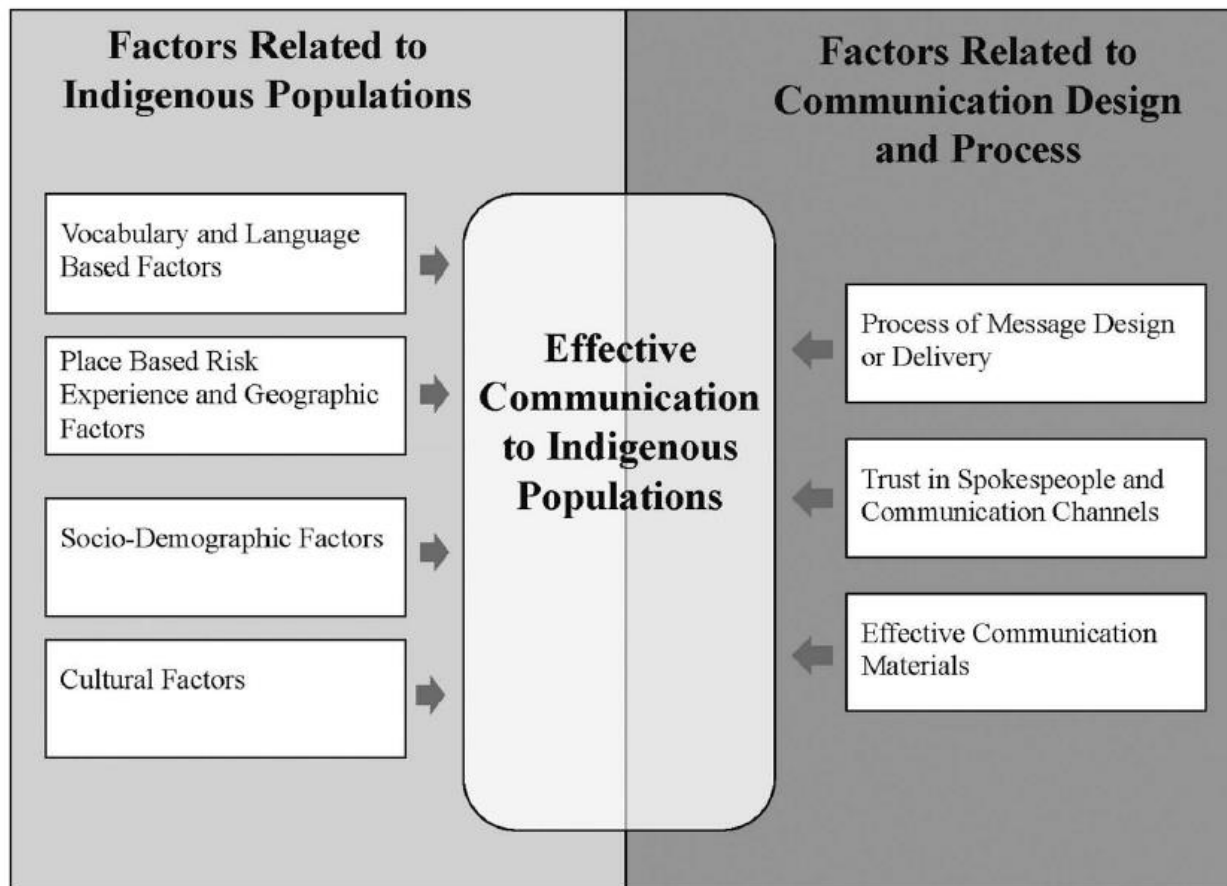 Factors Related to
Indigenous Populations
Vocabulary and Language
Based Factors
Place Based Risk
Experience and Geographic
Factors
Socio-Demographic Factors
Cultural Factors
Effective
Communication
to Indigenous
Populations
Factors Related to
Communication Design
and Process
Process of Message Design
or Delivery
Trust in Spokespeople and
Communication Channels
Effective Communication
Materials